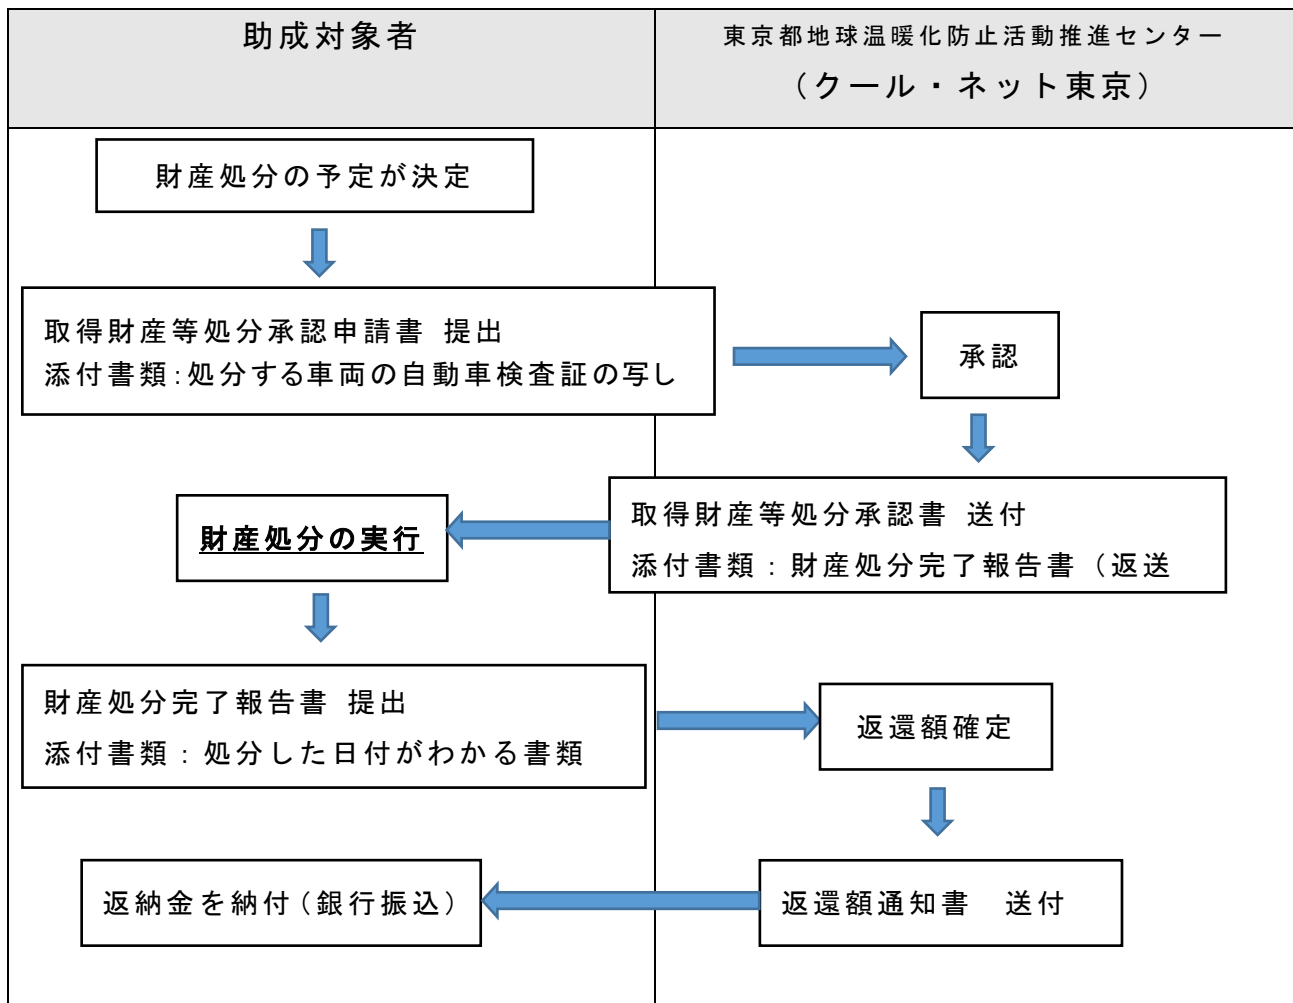 助成対象者
東京都地球温暖化防止活動推進センター
（クール・ネット東京）
財産処分の予定が決定
取得財産等処分承認申請書 提出
添付書類：処分する車両の自動車検査証の写し
承認
取得財産等処分承認書 送付
添付書類：財産処分完了報告書（返送
財産処分の実行
財産処分完了報告書 提出
添付書類：処分した日付がわかる書類
返還額確定
返還額通知書　送付
返納金を納付（銀行振込）